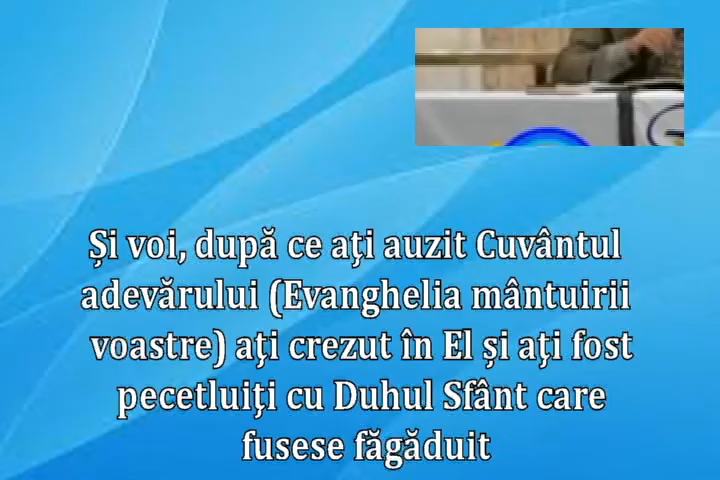 Și voi, după ce ați auzit Cuvântul
adevărului (Evanghelia mântuirii
voastre) ați crezut în El și ați fost
pecetluiți cu Duhul Sfânt care
fusese făgăduit